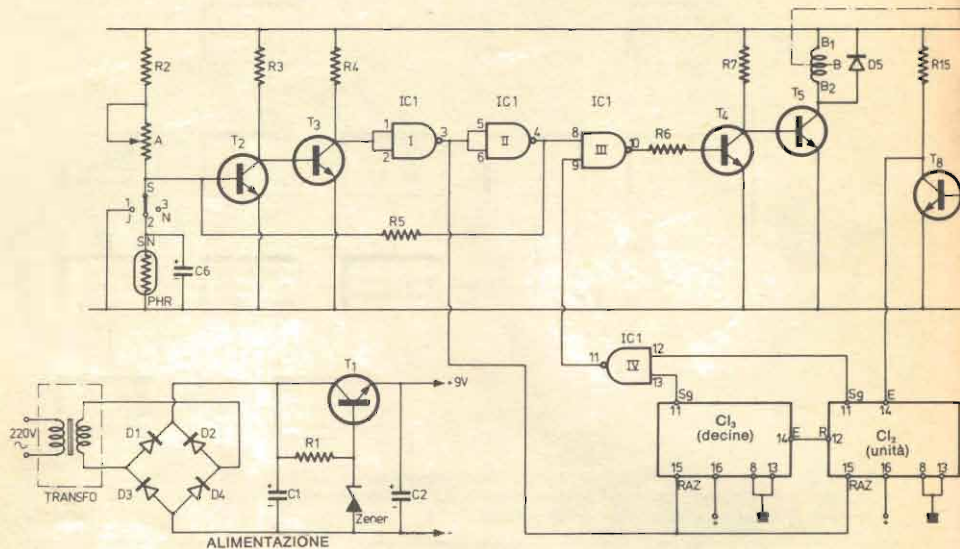 R2
R3
R4
R7
B1
B
B2
D5
R15
T5
IC1
IC1
IC1
T4
A
T2
T3
1
2
I
3
5
6
II
4
8
9
III
10
R6
T8
S
1
J
2
3
N
R5
SN
C6
PHR
IC1
11
IV
12
13
T1
+9V
S9
11
S9
11
E
14
220V
D1
D2
R1
CI3
(decine)
14
E
R
12
CI2
(unità)
TRANSFO
D3
D4
C1
Zener
C2
15
RAZ
16
8
13
15
RAZ
16
8
13
+
+
-
ALIMENTAZIONE